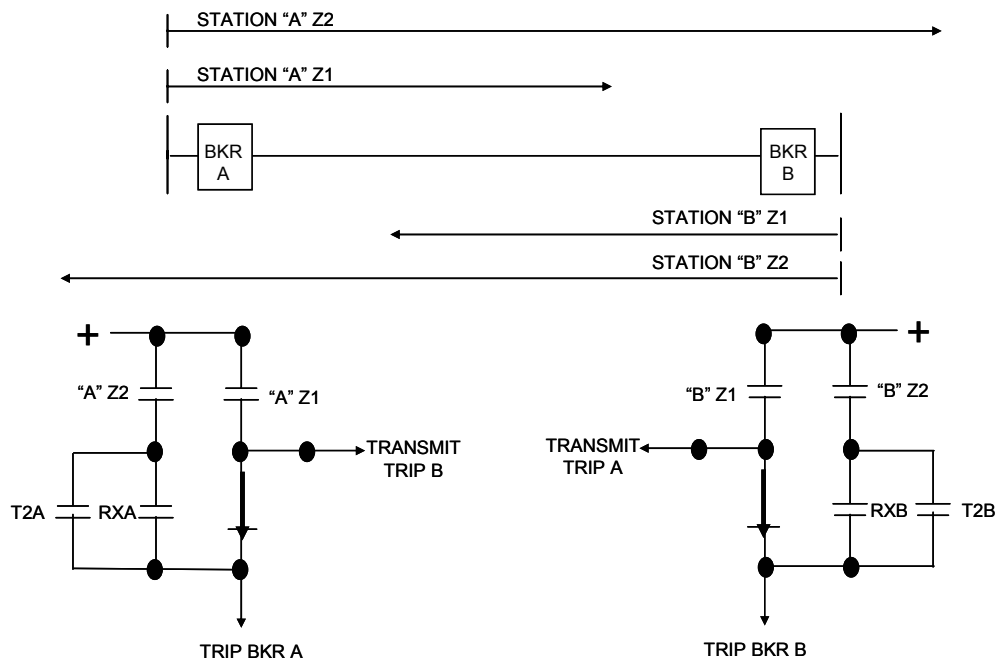 STATION “A” Z2
STATION “A” Z1
BKR
A
BKR
B
STATION “B” Z1
STATION “B” Z2
+
+
“A” Z2
“A” Z1
“B” Z1
“B” Z2
TRANSMIT
TRIP B
TRANSMIT
TRIP A
T2A
RXA
RXB
T2B
TRIP BKR A
TRIP BKR B